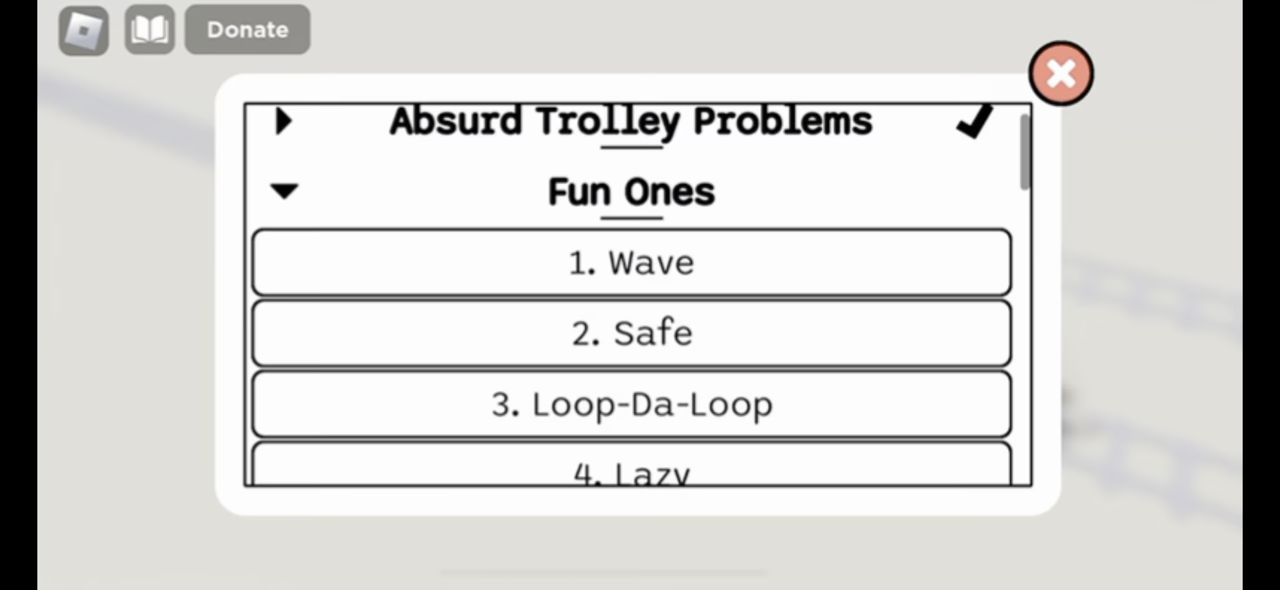 Donate
Absurd Trolley Problems
Fun Ones
1. Wave
2. Safe
3. Loop-Da-Loop
4. Lazy